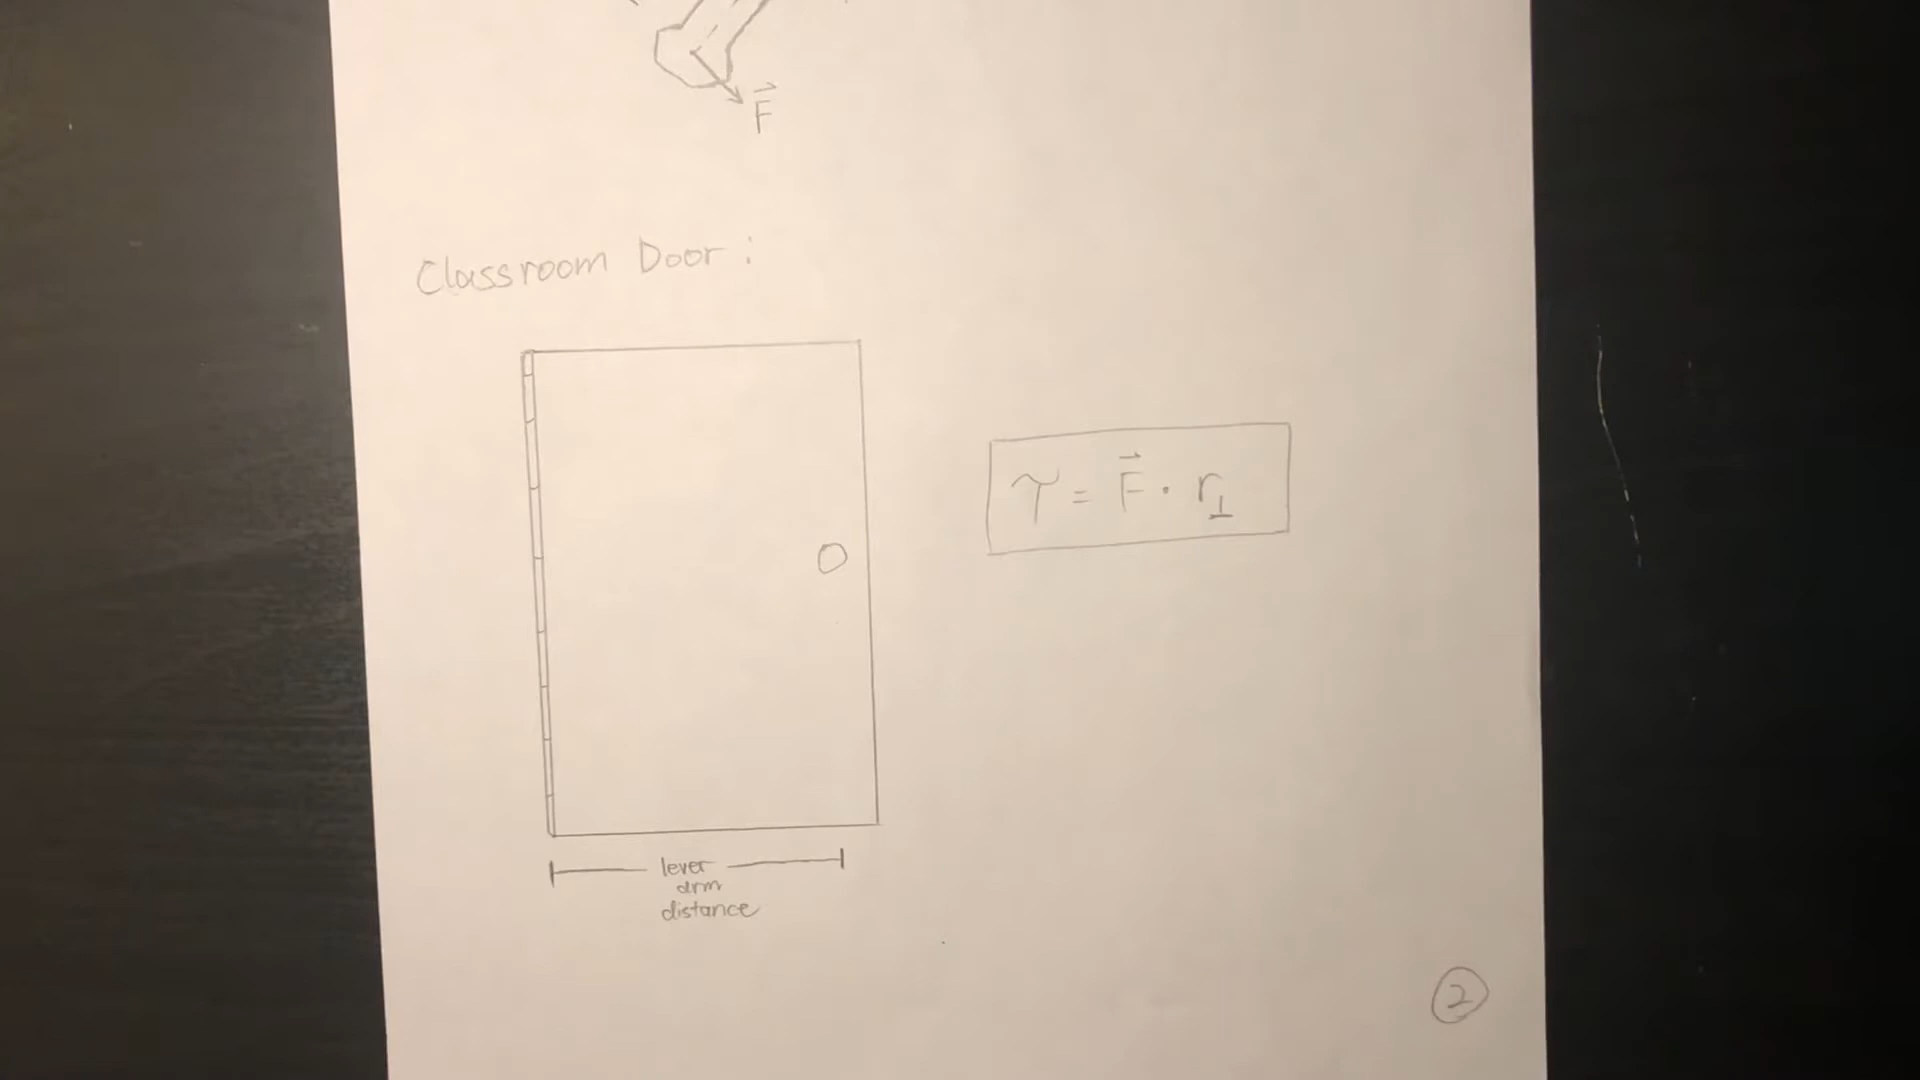 F⃗
Classroom Door:
τ = F⃗ · r⊥
lever
arm
distance
2